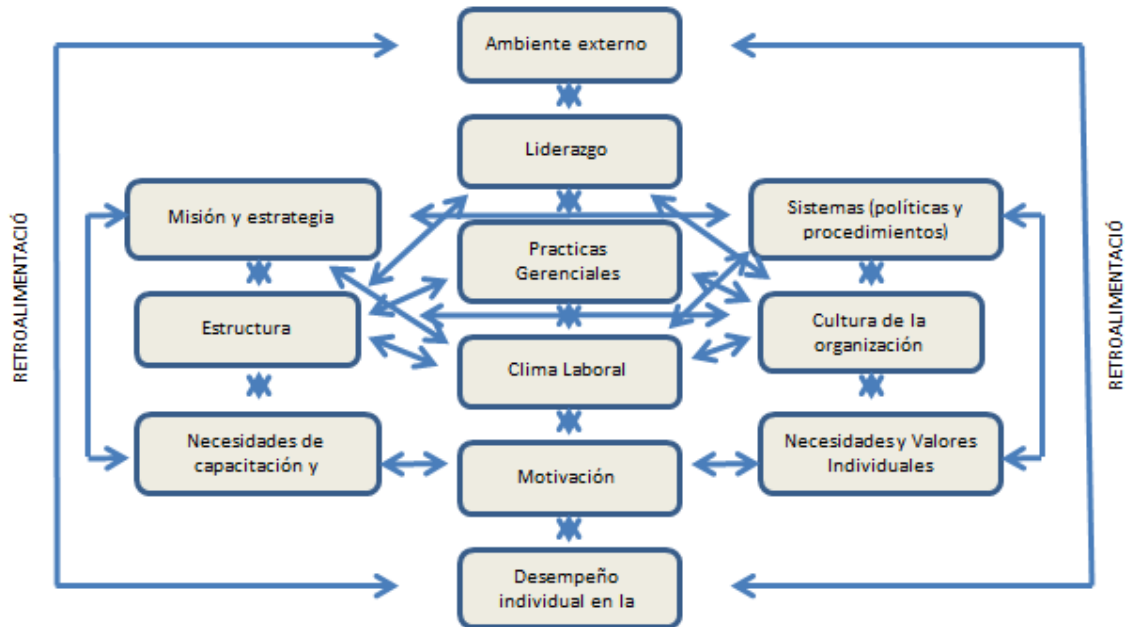 Ambiente externo
Liderazgo
Misión y estrategia
Sistemas (políticas y
procedimientos)
Practicas
Gerenciales
Estructura
Cultura de la
organización
Clima Laboral
Necesidades de
capacitación y
Motivación
Necesidades y Valores
Individuales
Desempeño
individual en la
RETROALIMENTACIÓ
RETROALIMENTACIÓ